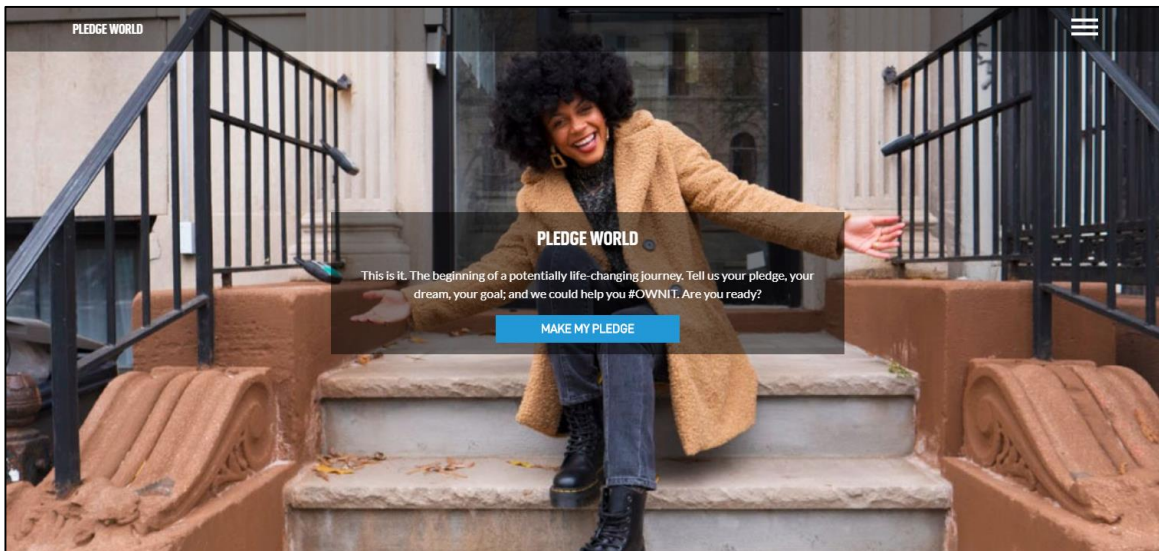 PLEDGE WORLD
PLEDGE WORLD
This is it. The beginning of a potentially life-changing journey. Tell us your pledge, your
dream, your goal; and we could help you #OWNIT. Are you ready?
MAKE MY PLEDGE